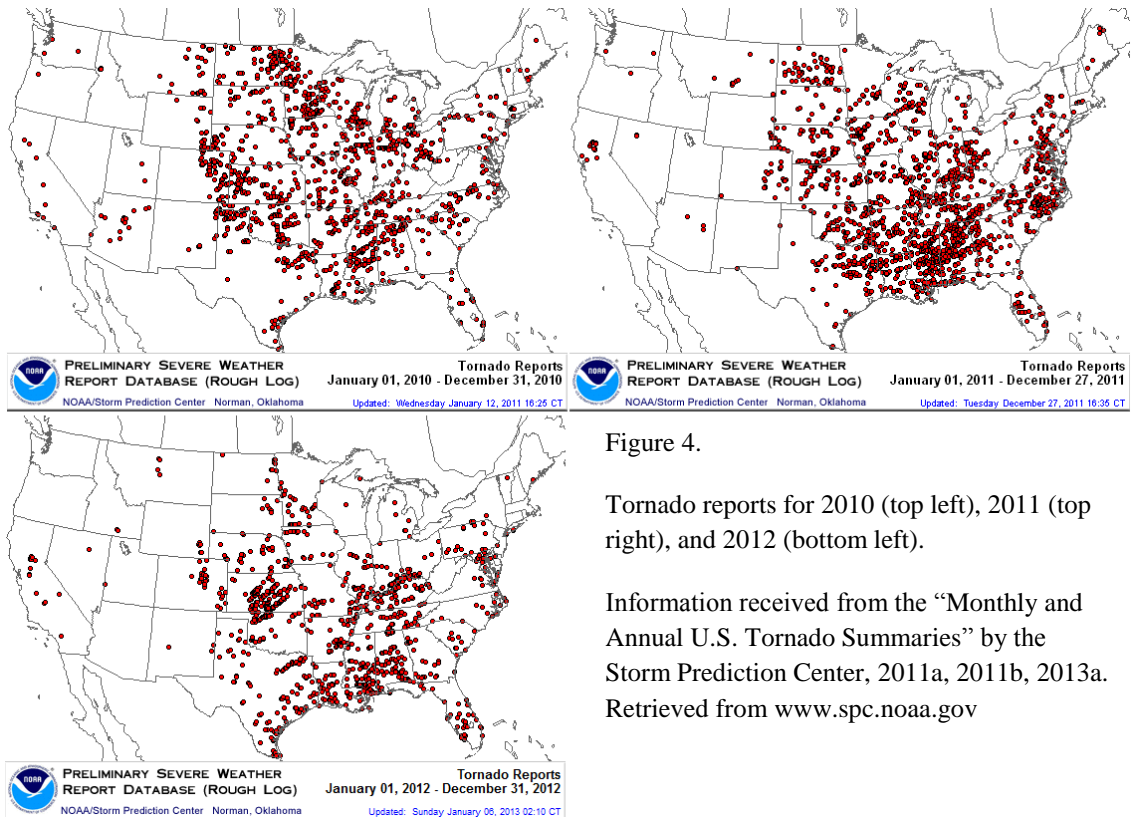 NOAA
PRELIMINARY SEVERE WEATHER
REPORT DATABASE (ROUGH LOG)
NOAA/Storm Prediction Center Norman, Oklahoma
Tornado Reports
January 01, 2010 - December 31, 2010
Updated: Wednesday January 12, 2011 16:25 CT
NOAA
PRELIMINARY SEVERE WEATHER
REPORT DATABASE (ROUGH LOG)
NOAA/Storm Prediction Center Norman, Oklahoma
Tornado Reports
January 01, 2011 - December 27, 2011
Updated: Tuesday December 27, 2011 16:35 CT
NOAA
PRELIMINARY SEVERE WEATHER
REPORT DATABASE (ROUGH LOG)
NOAA/Storm Prediction Center Norman, Oklahoma
Tornado Reports
January 01, 2012 - December 31, 2012
Updated: Sunday January 06, 2013 02:10 CT
Figure 4.
Tornado reports for 2010 (top left), 2011 (top
right), and 2012 (bottom left).
Information received from the “Monthly and
Annual U.S. Tornado Summaries” by the
Storm Prediction Center, 2011a, 2011b, 2013a.
Retrieved from www.spc.noaa.gov